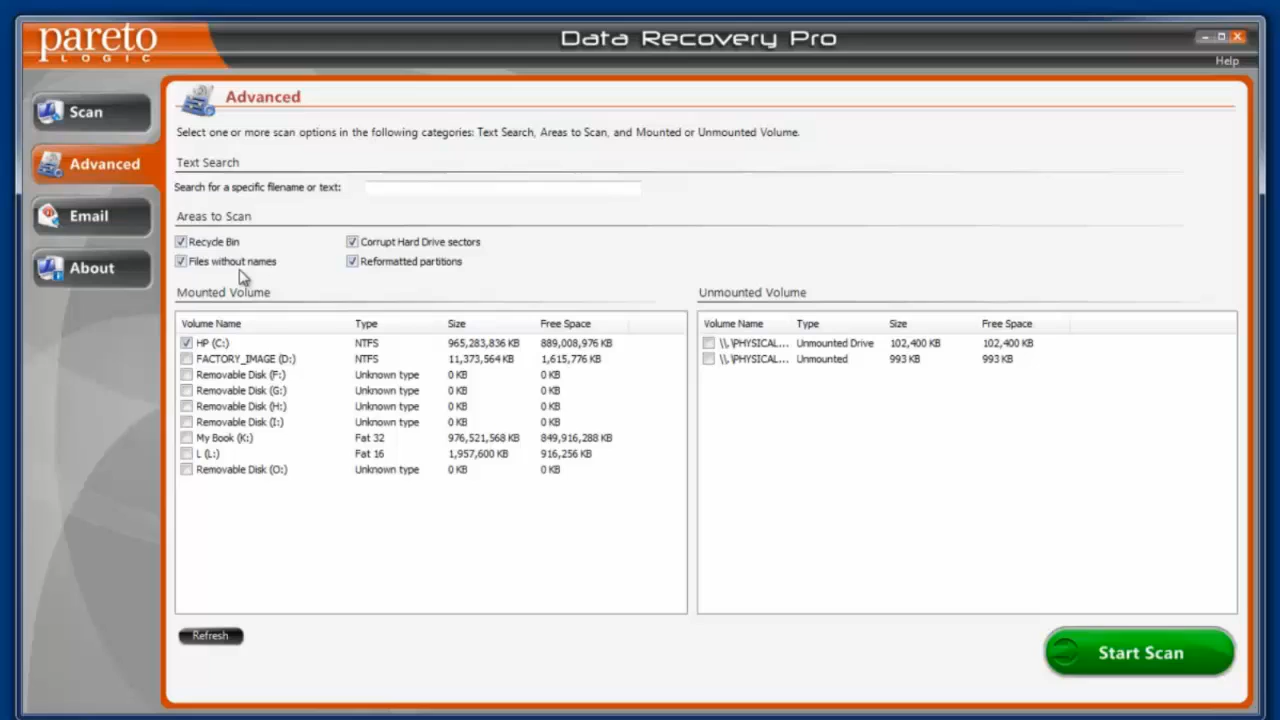 pareto
LOGIC
Data Recovery Pro
Help
Scan
Advanced
Email
About
Advanced
Select one or more scan options in the following categories: Text Search, Areas to Scan, and Mounted or Unmounted Volume.
Text Search
Search for a specific filename or text:
Areas to Scan
Recycle Bin Corrupt Hard Drive sectors
Files without names Reformatted partitions
Mounted Volume
Volume Name Type Size Free Space
HP (C:) NTFS 965,283,836 KB 889,008,976 KB
FACTORY_IMAGE (D:) NTFS 11,373,564 KB 1,615,776 KB
Removable Disk (F:) Unknown type 0 KB 0 KB
Removable Disk (G:) Unknown type 0 KB 0 KB
Removable Disk (H:) Unknown type 0 KB 0 KB
Removable Disk (I:) Unknown type 0 KB 0 KB
My Book (K:) Fat 32 976,521,568 KB 849,916,288 KB
L (L:) Fat 16 1,957,600 KB 916,256 KB
Removable Disk (O:) Unknown type 0 KB 0 KB
Unmounted Volume
Volume Name Type Size Free Space
\\.\PHYSICAL... Unmounted Drive 102,400 KB 102,400 KB
\\.\PHYSICAL... Unmounted 993 KB 993 KB
Refresh
Start Scan